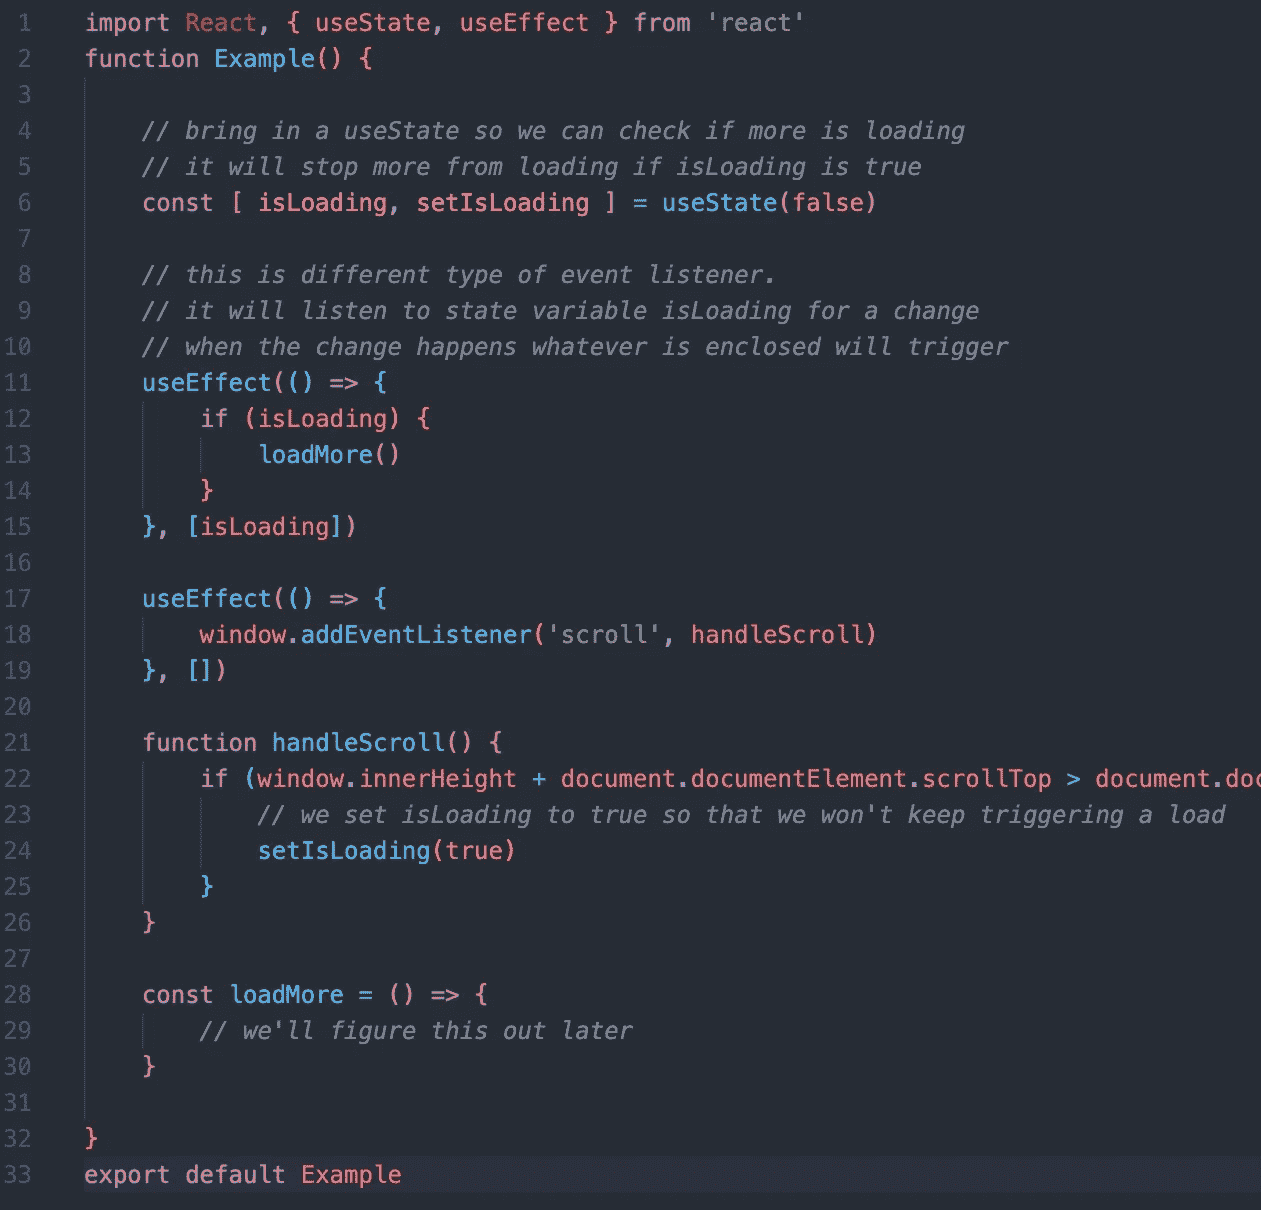 1 import React, { useState, useEffect } from 'react'
2 function Example() {
3
4 // bring in a useState so we can check if more is loading
5 // it will stop more from loading if isLoading is true
6 const [ isLoading, setIsLoading ] = useState(false)
7
8 // this is different type of event listener.
9 // it will listen to state variable isLoading for a change
10 // when the change happens whatever is enclosed will trigger
11 useEffect(() => {
12 if (isLoading) {
13 loadMore()
14 }
15 }, [isLoading])
16
17 useEffect(() => {
18 window.addEventListener('scroll', handleScroll)
19 }, [])
20
21 function handleScroll() {
22 if (window.innerHeight + document.documentElement.scrollTop > document.doc
23 // we set isLoading to true so that we won't keep triggering a load
24 setIsLoading(true)
25 }
26 }
27
28 const loadMore = () => {
29 // we'll figure this out later
30 }
31
32 }
33 export default Example